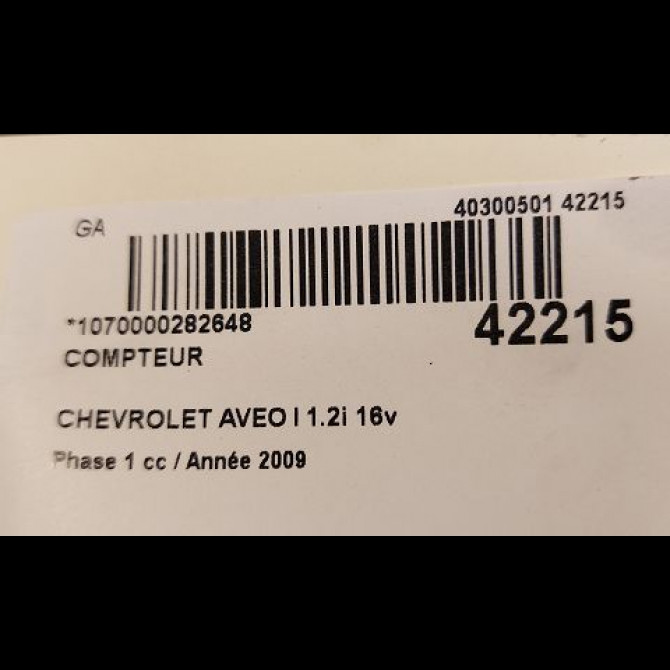 GA
40300501 42215
*1070000282648
42215
COMPTEUR
CHEVROLET AVEO I 1.2i 16v
Phase 1 cc / Année 2009